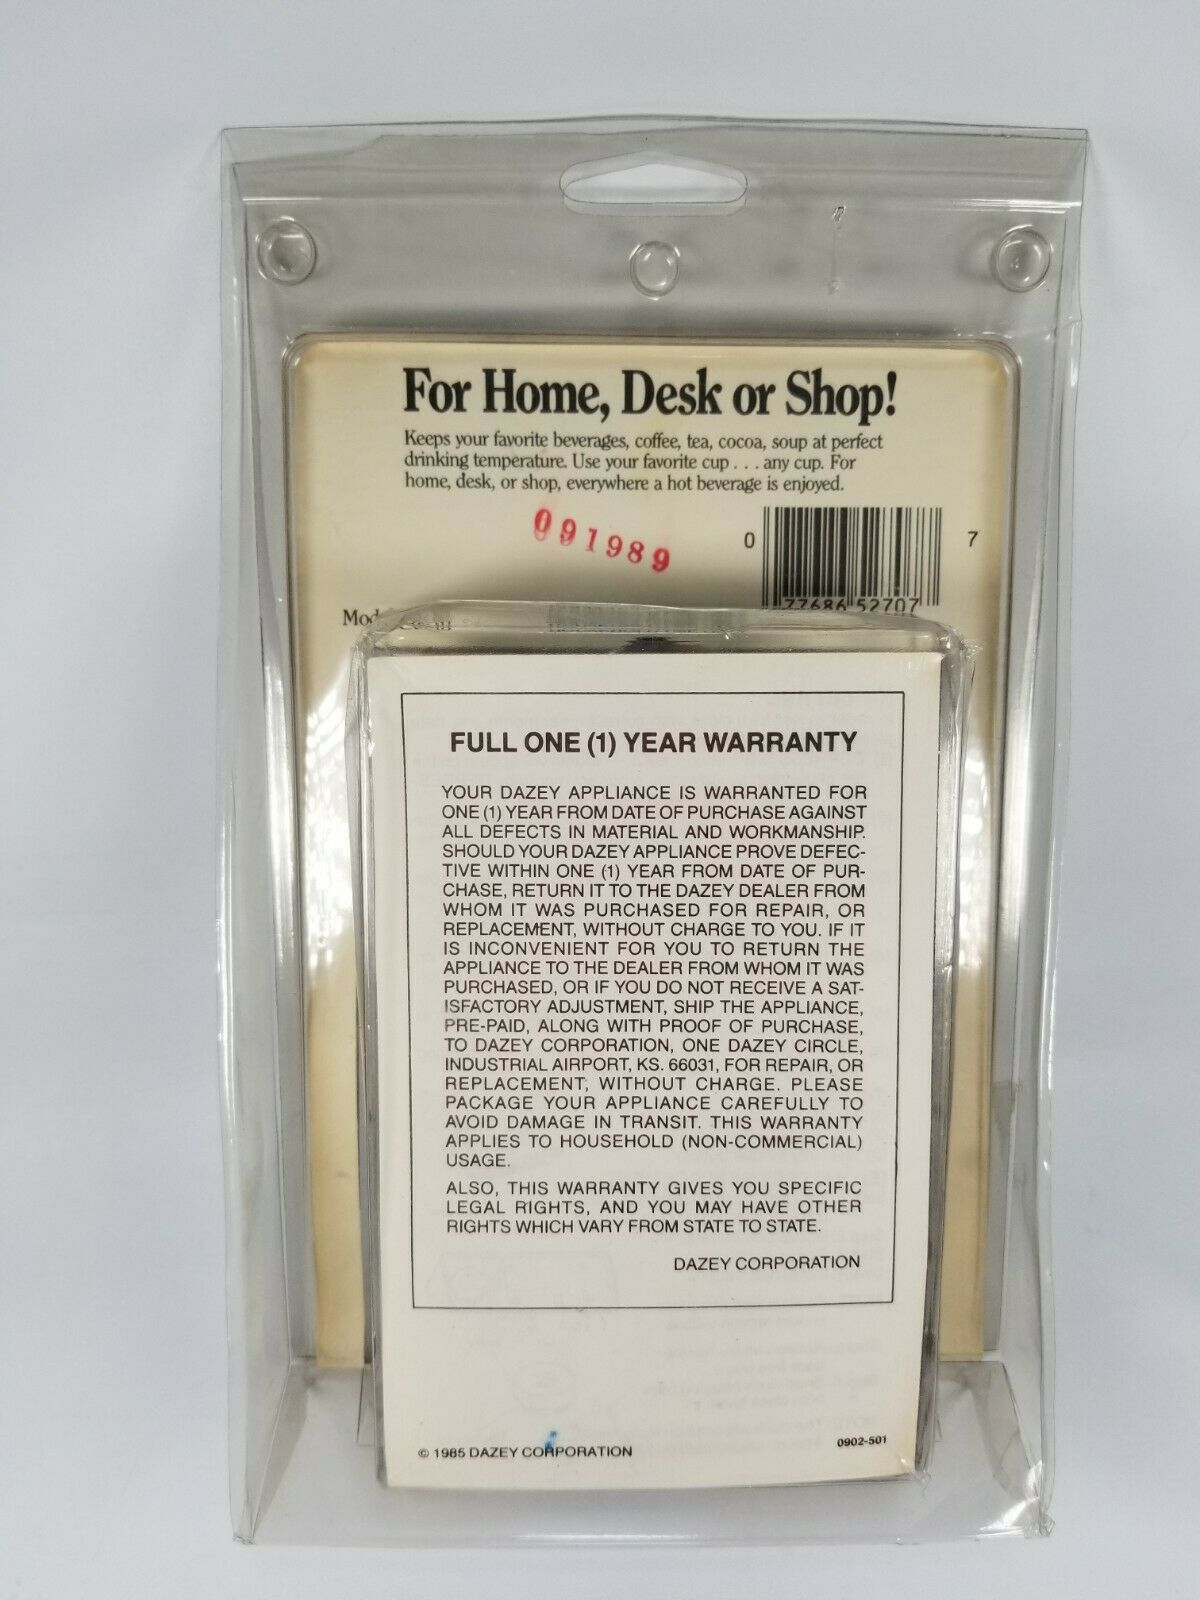 For Home, Desk or Shop!
Keeps your favorite beverages, coffee, tea, cocoa, soup at perfect
drinking temperature. Use your favorite cup . . . any cup. For
home, desk, or shop, everywhere a hot beverage is enjoyed.
091989
0 77686 52707 7
FULL ONE (1) YEAR WARRANTY
YOUR DAZEY APPLIANCE IS WARRANTED FOR
ONE (1) YEAR FROM DATE OF PURCHASE AGAINST
ALL DEFECTS IN MATERIAL AND WORKMANSHIP.
SHOULD YOUR DAZEY APPLIANCE PROVE DEFEC-
TIVE WITHIN ONE (1) YEAR FROM DATE OF PUR-
CHASE, RETURN IT TO THE DAZEY DEALER FROM
WHOM IT WAS PURCHASED FOR REPAIR, OR
REPLACEMENT, WITHOUT CHARGE TO YOU. IF IT
IS INCONVENIENT FOR YOU TO RETURN THE
APPLIANCE TO THE DEALER FROM WHOM IT WAS
PURCHASED, OR IF YOU DO NOT RECEIVE A SAT-
ISFACTORY ADJUSTMENT, SHIP THE APPLIANCE,
PRE-PAID, ALONG WITH PROOF OF PURCHASE,
TO DAZEY CORPORATION, ONE DAZEY CIRCLE,
INDUSTRIAL AIRPORT, KS. 66031, FOR REPAIR, OR
REPLACEMENT, WITHOUT CHARGE. PLEASE
PACKAGE YOUR APPLIANCE CAREFULLY TO
AVOID DAMAGE IN TRANSIT. THIS WARRANTY
APPLIES TO HOUSEHOLD (NON-COMMERCIAL)
USAGE.
ALSO, THIS WARRANTY GIVES YOU SPECIFIC
LEGAL RIGHTS, AND YOU MAY HAVE OTHER
RIGHTS WHICH VARY FROM STATE TO STATE.
DAZEY CORPORATION
© 1985 DAZEY CORPORATION
0902-501